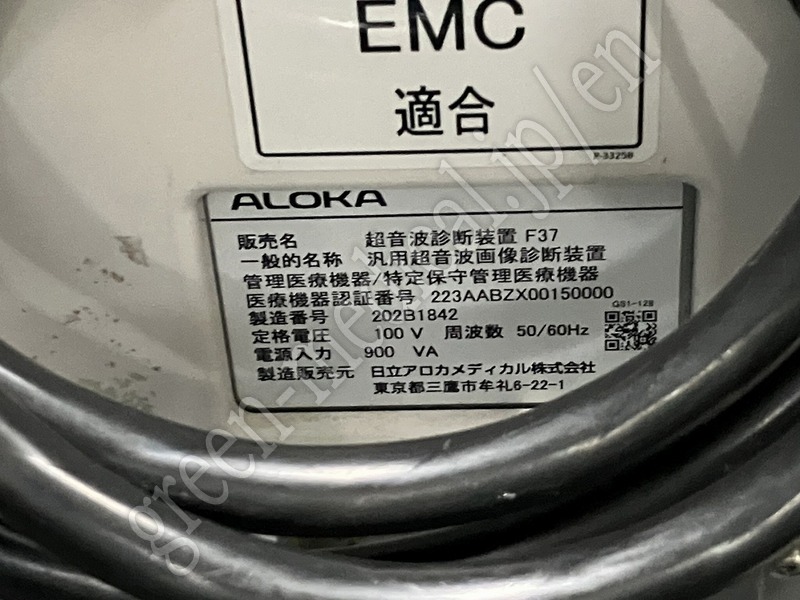 EMC
適合
P-33250
ALOKA
販売名 超音波診断装置 F37
一般的名称 汎用超音波画像診断装置
管理医療機器/特定保守管理医療機器
医療機器認証番号 223AABZX00150000
GS1-128
製造番号 202B1842
定格電圧 100 V 周波数 50/60Hz
電源入力 900 VA
製造販売元 日立アロカメディカル株式会社
東京都三鷹市牟礼6-22-1
green-medical.jp/en